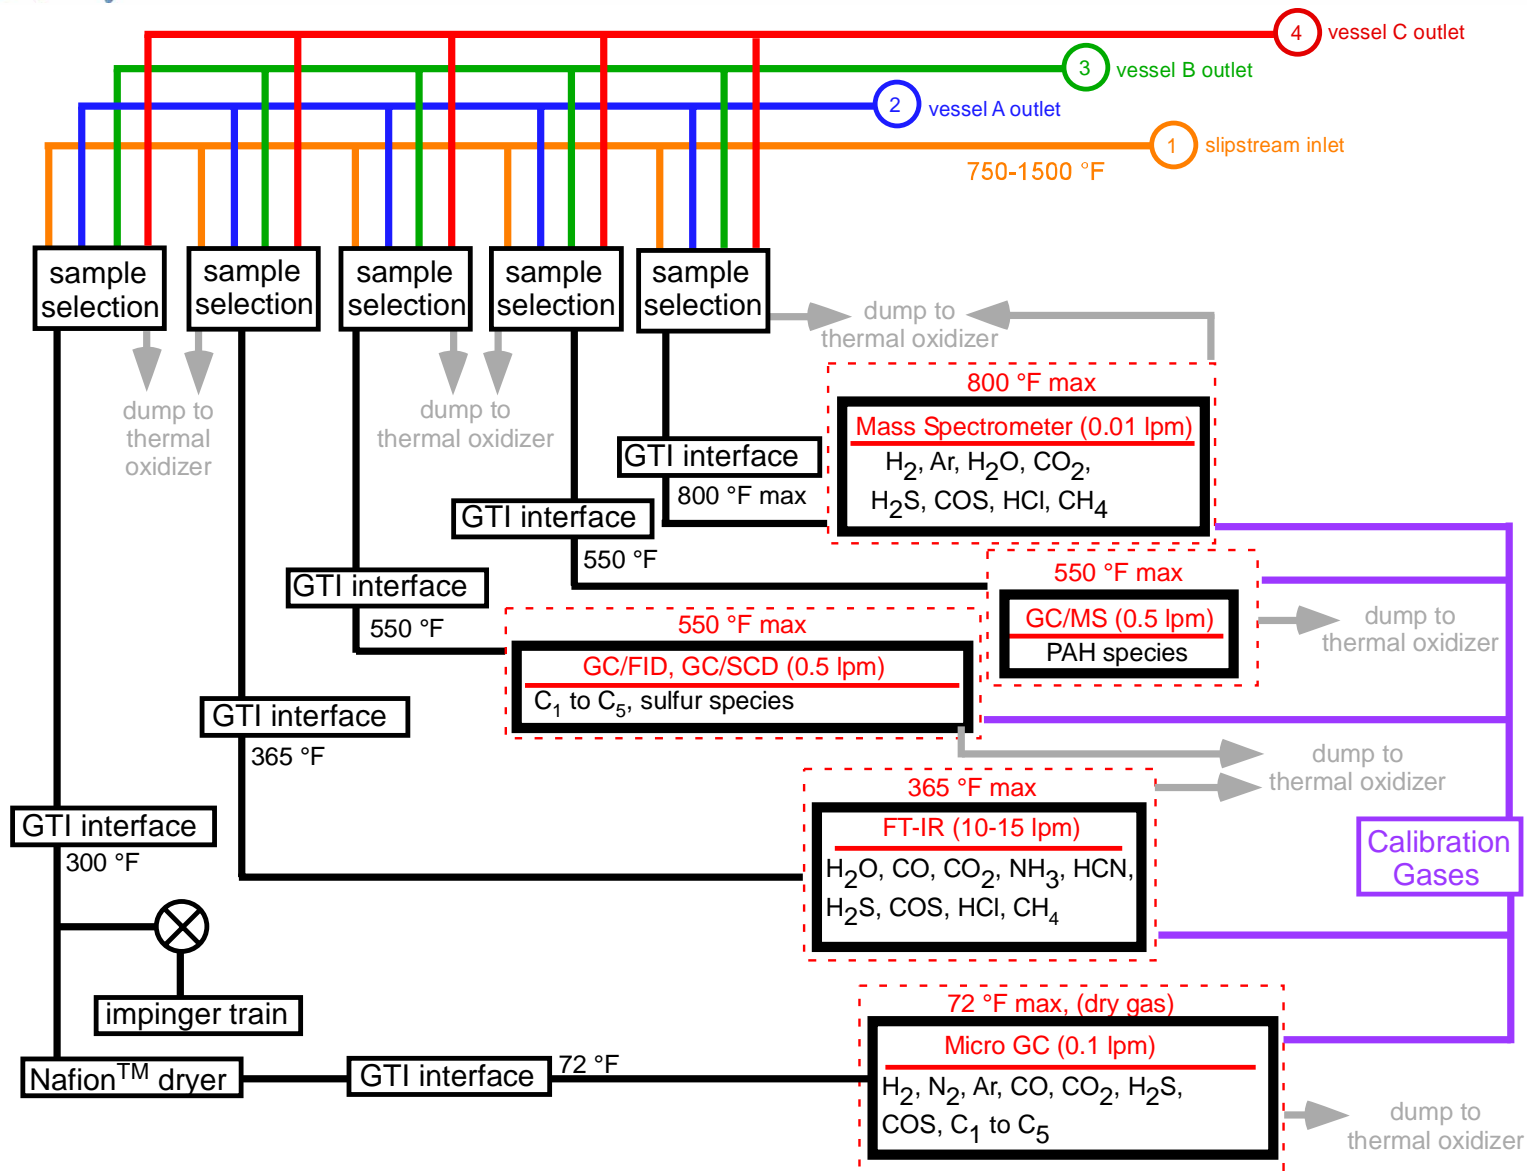 4 vessel C outlet
3 vessel B outlet
2 vessel A outlet
1 slipstream inlet
750-1500 °F
sample
selection
sample
selection
sample
selection
sample
selection
sample
selection
dump to
thermal oxidizer
dump to
thermal
oxidizer
dump to
thermal oxidizer
800 °F max
Mass Spectrometer (0.01 lpm)
H2, Ar, H2O, CO2,
H2S, COS, HCl, CH4
GTI interface
800 °F max
GTI interface
550 °F
550 °F max
GC/MS (0.5 lpm)
PAH species
dump to
thermal oxidizer
GTI interface
550 °F
550 °F max
GC/FID, GC/SCD (0.5 lpm)
C1 to C5, sulfur species
dump to
thermal oxidizer
GTI interface
365 °F
365 °F max
FT-IR (10-15 lpm)
H2O, CO, CO2, NH3, HCN,
H2S, COS, HCl, CH4
Calibration
Gases
GTI interface
300 °F
impinger train
Nafion™ dryer
GTI interface
72 °F
72 °F max, (dry gas)
Micro GC (0.1 lpm)
H2, N2, Ar, CO, CO2, H2S,
COS, C1 to C5
dump to
thermal oxidizer